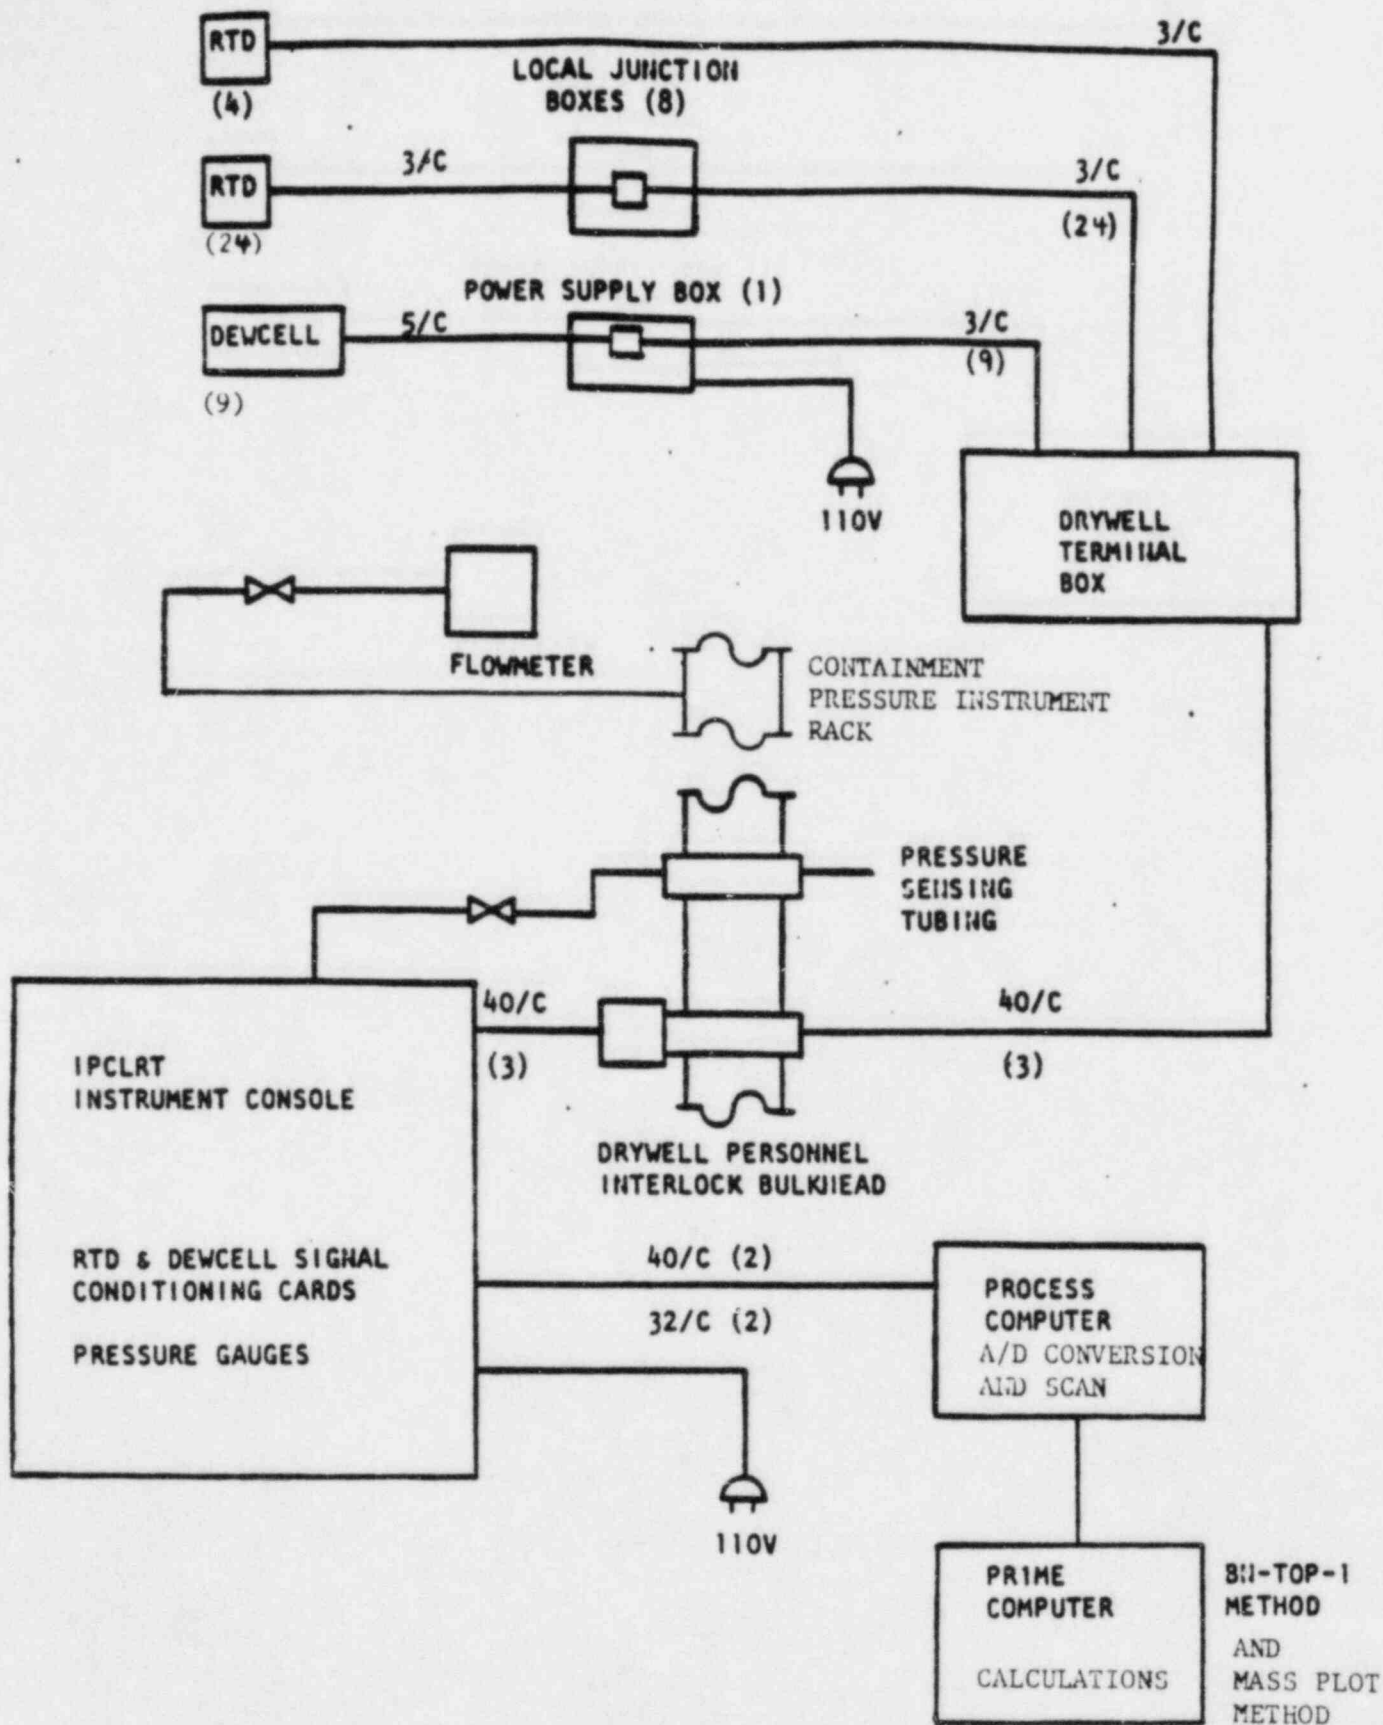 RTD
(4)
3/C
LOCAL JUNCTION
BOXES (8)
RTD
(24)
3/C
3/C
(24)
POWER SUPPLY BOX (1)
DEWCELL
(9)
5/C
3/C
(9)
110V
DRYWELL
TERMINAL
BOX
FLOWMETER
CONTAINMENT
PRESSURE INSTRUMENT
RACK
PRESSURE
SENSING
TUBING
40/C
(3)
40/C
(3)
IPCLRT
INSTRUMENT CONSOLE
DRYWELL PERSONNEL
INTERLOCK BULKHEAD
RTD & DEWCELL SIGNAL
CONDITIONING CARDS
PRESSURE GAUGES
40/C (2)
32/C (2)
PROCESS
COMPUTER
A/D CONVERSION
AND SCAN
110V
PRIME
COMPUTER
CALCULATIONS
BN-TOP-1
METHOD
AND
MASS PLOT
METHOD